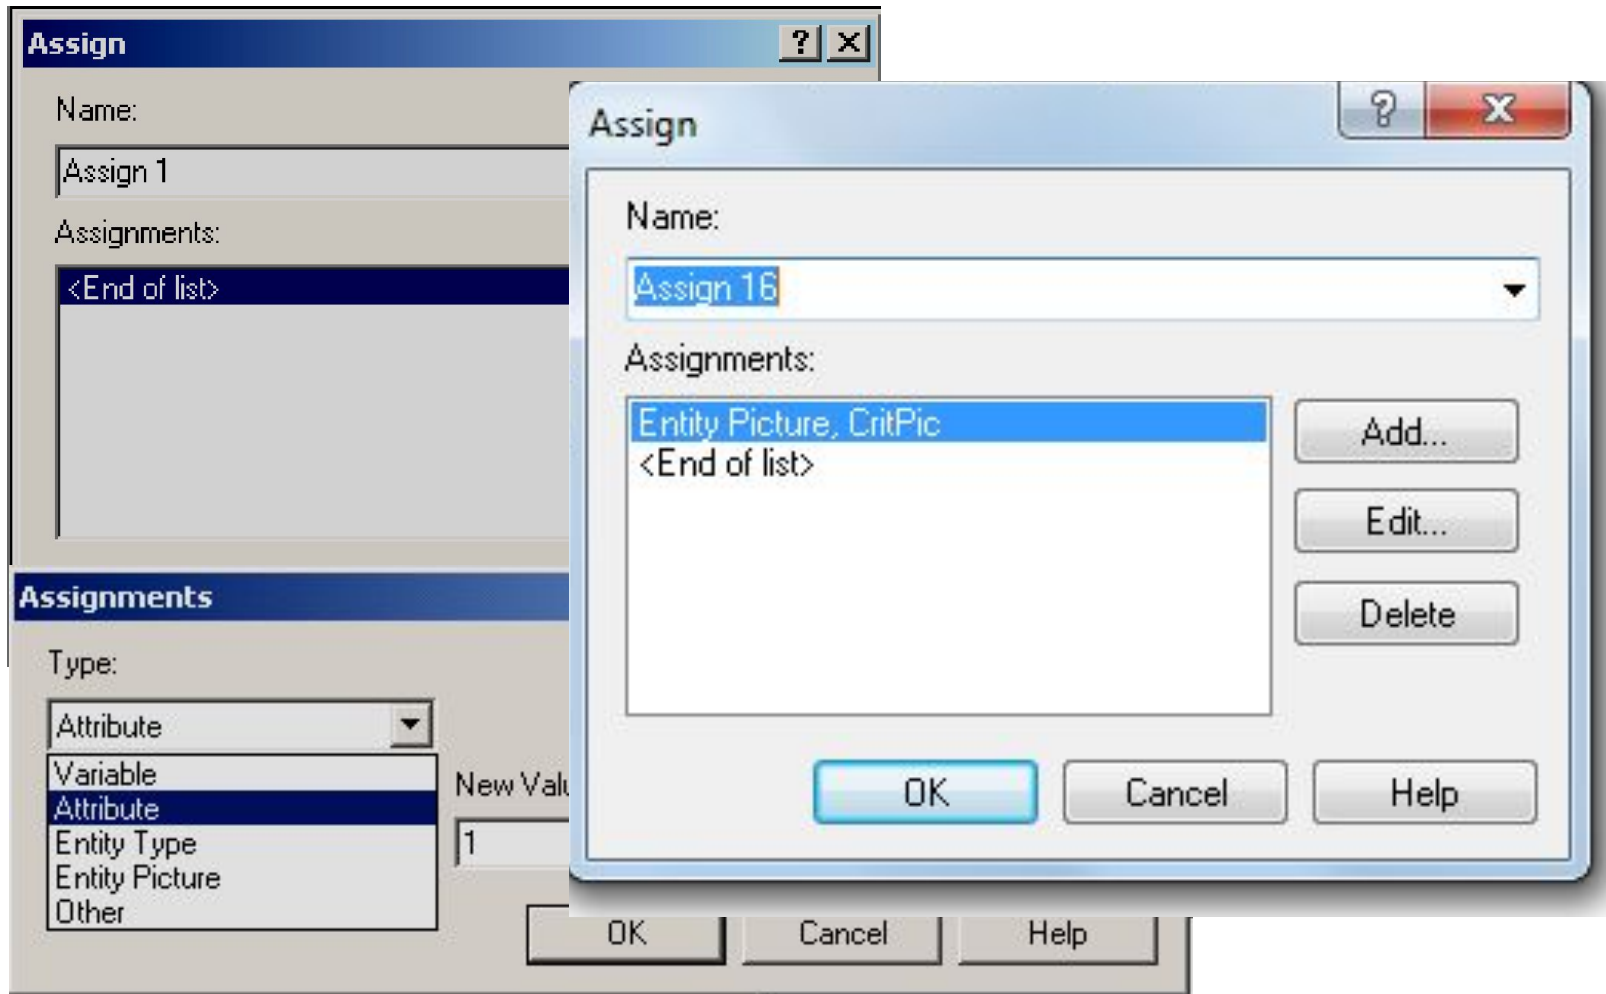 Assign
?
Name:
Assign 1
Assignments:
<End of list>
Assignments
Type:
Attribute
Variable
Attribute
Entity Type
Entity Picture
Other
1
OK
Cancel
Help
Assign
?
Name:
Assign 16
Assignments:
Entity Picture, CritPic
<End of list>
Add...
Edit...
Delete
OK
Cancel
Help
New